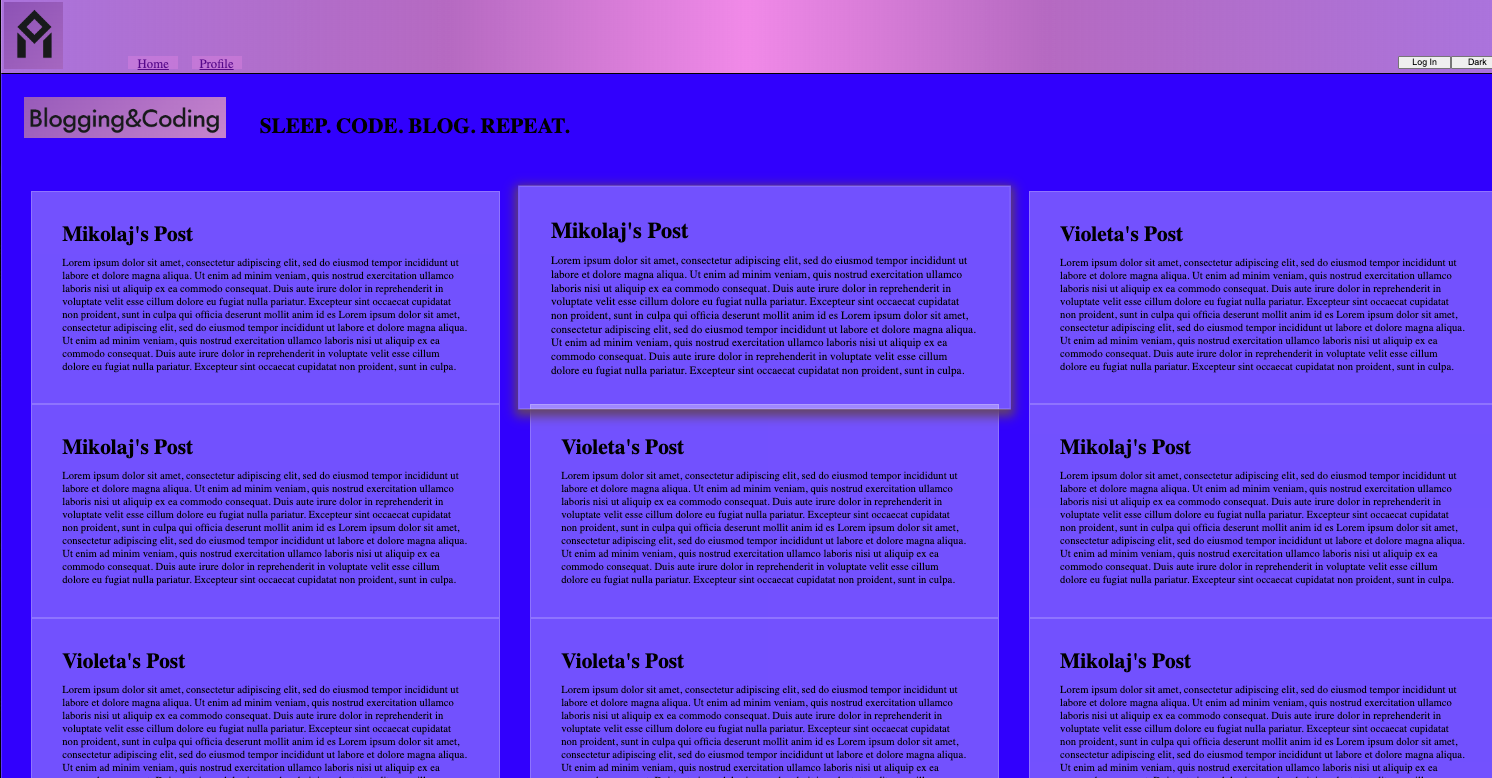 Home Profile Log In Dark
Blogging&Coding
SLEEP. CODE. BLOG. REPEAT.
Mikolaj's Post
Lorem ipsum dolor sit amet, consectetur adipiscing elit, sed do eiusmod tempor incididunt ut
labore et dolore magna aliqua. Ut enim ad minim veniam, quis nostrud exercitation ullamco
laboris nisi ut aliquip ex ea commodo consequat. Duis aute irure dolor in reprehenderit in
voluptate velit esse cillum dolore eu fugiat nulla pariatur. Excepteur sint occaecat cupidatat
non proident, sunt in culpa qui officia deserunt mollit anim id es Lorem ipsum dolor sit amet,
consectetur adipiscing elit, sed do eiusmod tempor incididunt ut labore et dolore magna aliqua.
Ut enim ad minim veniam, quis nostrud exercitation ullamco laboris nisi ut aliquip ex ea
commodo consequat. Duis aute irure dolor in reprehenderit in voluptate velit esse cillum
dolore eu fugiat nulla pariatur. Excepteur sint occaecat cupidatat non proident, sunt in culpa.
Mikolaj's Post
Lorem ipsum dolor sit amet, consectetur adipiscing elit, sed do eiusmod tempor incididunt ut
labore et dolore magna aliqua. Ut enim ad minim veniam, quis nostrud exercitation ullamco
laboris nisi ut aliquip ex ea commodo consequat. Duis aute irure dolor in reprehenderit in
voluptate velit esse cillum dolore eu fugiat nulla pariatur. Excepteur sint occaecat cupidatat
non proident, sunt in culpa qui officia deserunt mollit anim id es Lorem ipsum dolor sit amet,
consectetur adipiscing elit, sed do eiusmod tempor incididunt ut labore et dolore magna aliqua.
Ut enim ad minim veniam, quis nostrud exercitation ullamco laboris nisi ut aliquip ex ea
commodo consequat. Duis aute irure dolor in reprehenderit in voluptate velit esse cillum
dolore eu fugiat nulla pariatur. Excepteur sint occaecat cupidatat non proident, sunt in culpa.
Violeta's Post
Lorem ipsum dolor sit amet, consectetur adipiscing elit, sed do eiusmod tempor incididunt ut
labore et dolore magna aliqua. Ut enim ad minim veniam, quis nostrud exercitation ullamco
laboris nisi ut aliquip ex ea commodo consequat. Duis aute irure dolor in reprehenderit in
voluptate velit esse cillum dolore eu fugiat nulla pariatur. Excepteur sint occaecat cupidatat
non proident, sunt in culpa qui officia deserunt mollit anim id es Lorem ipsum dolor sit amet,
consectetur adipiscing elit, sed do eiusmod tempor incididunt ut labore et dolore magna aliqua.
Ut enim ad minim veniam, quis nostrud exercitation ullamco laboris nisi ut aliquip ex ea
commodo consequat. Duis aute irure dolor in reprehenderit in voluptate velit esse cillum
dolore eu fugiat nulla pariatur. Excepteur sint occaecat cupidatat non proident, sunt in culpa.
Mikolaj's Post
Lorem ipsum dolor sit amet, consectetur adipiscing elit, sed do eiusmod tempor incididunt ut
labore et dolore magna aliqua. Ut enim ad minim veniam, quis nostrud exercitation ullamco
laboris nisi ut aliquip ex ea commodo consequat. Duis aute irure dolor in reprehenderit in
voluptate velit esse cillum dolore eu fugiat nulla pariatur. Excepteur sint occaecat cupidatat
non proident, sunt in culpa qui officia deserunt mollit anim id es Lorem ipsum dolor sit amet,
consectetur adipiscing elit, sed do eiusmod tempor incididunt ut labore et dolore magna aliqua.
Ut enim ad minim veniam, quis nostrud exercitation ullamco laboris nisi ut aliquip ex ea
commodo consequat. Duis aute irure dolor in reprehenderit in voluptate velit esse cillum
dolore eu fugiat nulla pariatur. Excepteur sint occaecat cupidatat non proident, sunt in culpa.
Violeta's Post
Lorem ipsum dolor sit amet, consectetur adipiscing elit, sed do eiusmod tempor incididunt ut
labore et dolore magna aliqua. Ut enim ad minim veniam, quis nostrud exercitation ullamco
laboris nisi ut aliquip ex ea commodo consequat. Duis aute irure dolor in reprehenderit in
voluptate velit esse cillum dolore eu fugiat nulla pariatur. Excepteur sint occaecat cupidatat
non proident, sunt in culpa qui officia deserunt mollit anim id es Lorem ipsum dolor sit amet,
consectetur adipiscing elit, sed do eiusmod tempor incididunt ut labore et dolore magna aliqua.
Ut enim ad minim veniam, quis nostrud exercitation ullamco laboris nisi ut aliquip ex ea
commodo consequat. Duis aute irure dolor in reprehenderit in voluptate velit esse cillum
dolore eu fugiat nulla pariatur. Excepteur sint occaecat cupidatat non proident, sunt in culpa.
Mikolaj's Post
Lorem ipsum dolor sit amet, consectetur adipiscing elit, sed do eiusmod tempor incididunt ut
labore et dolore magna aliqua. Ut enim ad minim veniam, quis nostrud exercitation ullamco
laboris nisi ut aliquip ex ea commodo consequat. Duis aute irure dolor in reprehenderit in
voluptate velit esse cillum dolore eu fugiat nulla pariatur. Excepteur sint occaecat cupidatat
non proident, sunt in culpa qui officia deserunt mollit anim id es Lorem ipsum dolor sit amet,
consectetur adipiscing elit, sed do eiusmod tempor incididunt ut labore et dolore magna aliqua.
Ut enim ad minim veniam, quis nostrud exercitation ullamco laboris nisi ut aliquip ex ea
commodo consequat. Duis aute irure dolor in reprehenderit in voluptate velit esse cillum
dolore eu fugiat nulla pariatur. Excepteur sint occaecat cupidatat non proident, sunt in culpa.
Violeta's Post
Lorem ipsum dolor sit amet, consectetur adipiscing elit, sed do eiusmod tempor incididunt ut
labore et dolore magna aliqua. Ut enim ad minim veniam, quis nostrud exercitation ullamco
laboris nisi ut aliquip ex ea commodo consequat. Duis aute irure dolor in reprehenderit in
voluptate velit esse cillum dolore eu fugiat nulla pariatur. Excepteur sint occaecat cupidatat
non proident, sunt in culpa qui officia deserunt mollit anim id es Lorem ipsum dolor sit amet,
consectetur adipiscing elit, sed do eiusmod tempor incididunt ut labore et dolore magna aliqua.
Ut enim ad minim veniam, quis nostrud exercitation ullamco laboris nisi ut aliquip ex ea
Violeta's Post
Lorem ipsum dolor sit amet, consectetur adipiscing elit, sed do eiusmod tempor incididunt ut
labore et dolore magna aliqua. Ut enim ad minim veniam, quis nostrud exercitation ullamco
laboris nisi ut aliquip ex ea commodo consequat. Duis aute irure dolor in reprehenderit in
voluptate velit esse cillum dolore eu fugiat nulla pariatur. Excepteur sint occaecat cupidatat
non proident, sunt in culpa qui officia deserunt mollit anim id es Lorem ipsum dolor sit amet,
consectetur adipiscing elit, sed do eiusmod tempor incididunt ut labore et dolore magna aliqua.
Ut enim ad minim veniam, quis nostrud exercitation ullamco laboris nisi ut aliquip ex ea
Mikolaj's Post
Lorem ipsum dolor sit amet, consectetur adipiscing elit, sed do eiusmod tempor incididunt ut
labore et dolore magna aliqua. Ut enim ad minim veniam, quis nostrud exercitation ullamco
laboris nisi ut aliquip ex ea commodo consequat. Duis aute irure dolor in reprehenderit in
voluptate velit esse cillum dolore eu fugiat nulla pariatur. Excepteur sint occaecat cupidatat
non proident, sunt in culpa qui officia deserunt mollit anim id es Lorem ipsum dolor sit amet,
consectetur adipiscing elit, sed do eiusmod tempor incididunt ut labore et dolore magna aliqua.
Ut enim ad minim veniam, quis nostrud exercitation ullamco laboris nisi ut aliquip ex ea